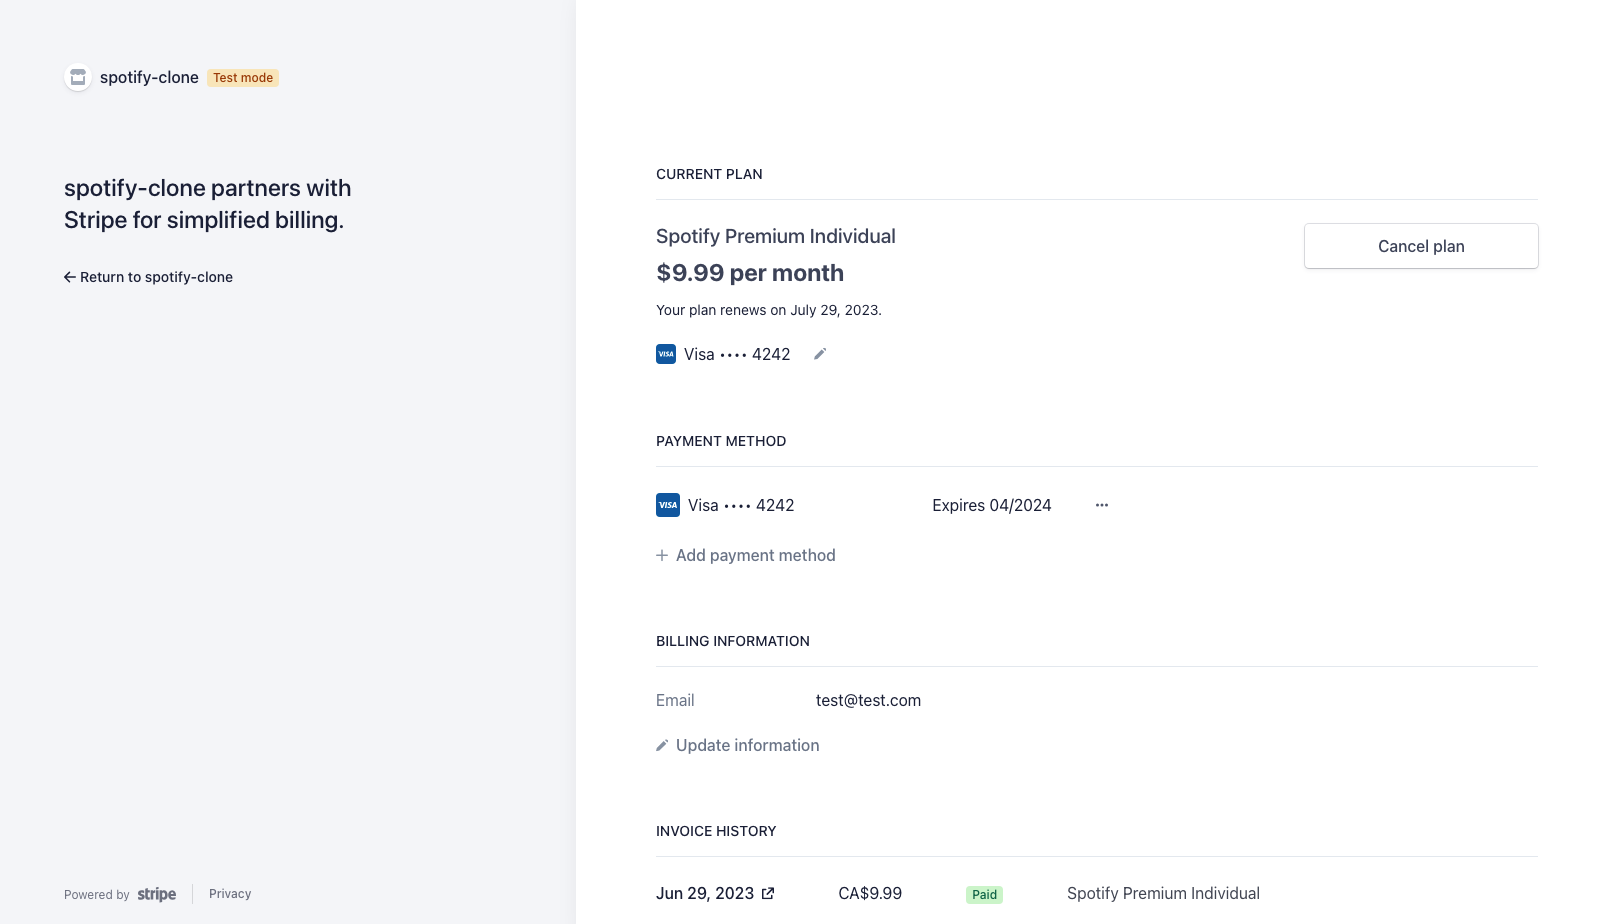 spotify-clone Test mode
spotify-clone partners with
Stripe for simplified billing.
Return to spotify-clone
Powered by stripe Privacy
CURRENT PLAN
Spotify Premium Individual
Cancel plan
$9.99 per month
Your plan renews on July 29, 2023.
VISA Visa •••• 4242
PAYMENT METHOD
VISA Visa •••• 4242 Expires 04/2024 •••
+ Add payment method
BILLING INFORMATION
Email test@test.com
Update information
INVOICE HISTORY
Jun 29, 2023 CA$9.99 Paid Spotify Premium Individual